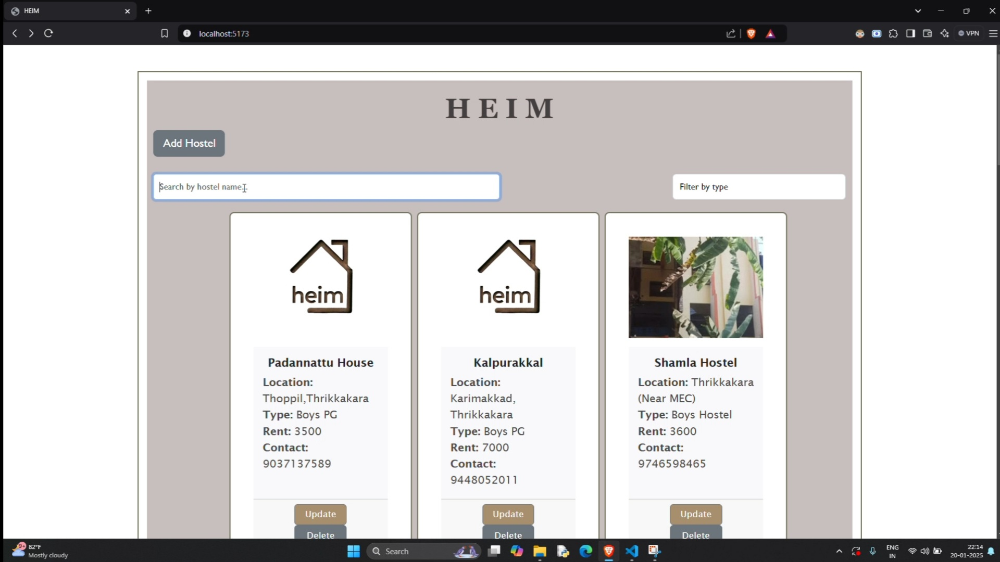 HEIM
localhost:5173
VPN
HEIM
Add Hostel
Search by hostel name..
Filter by type
heim
heim
Padannattu House
Location:
Thoppil,Thrikkakara
Type: Boys PG
Rent: 3500
Contact:
9037137589
Update
Delete
Kalpurakkal
Location:
Karimakkad,
Thrikkakara
Type: Boys PG
Rent: 7000
Contact:
9448052011
Update
Delete
Shamla Hostel
Location: Thrikkakara
(Near MEC)
Type: Boys Hostel
Rent: 3600
Contact:
9746598465
Update
Delete
9+
82°F
Mostly cloudy
Search
ENG
IN
22:14
20-01-2025